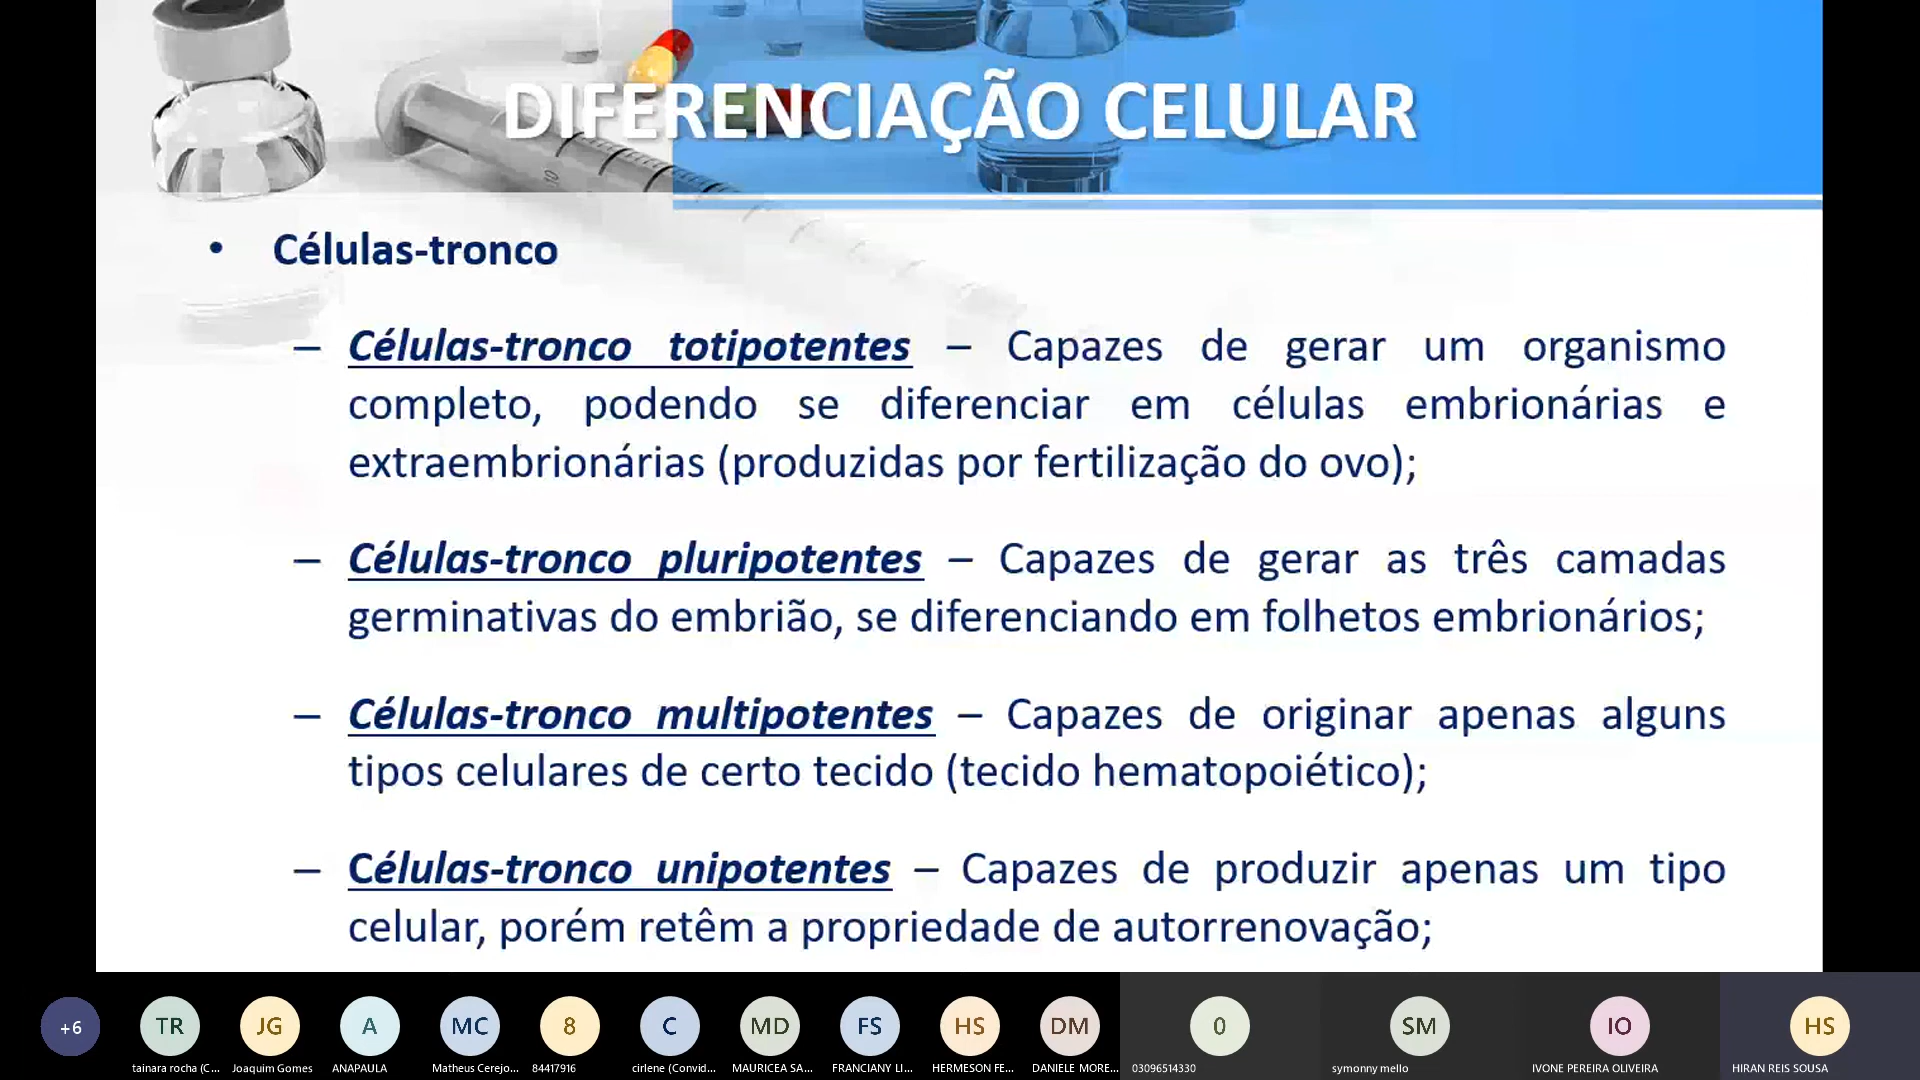 DIFERENCIAÇÃO CELULAR
• Células-tronco
– Células-tronco totipotentes – Capazes de gerar um organismo
completo, podendo se diferenciar em células embrionárias e
extraembrionárias (produzidas por fertilização do ovo);
– Células-tronco pluripotentes – Capazes de gerar as três camadas
germinativas do embrião, se diferenciando em folhetos embrionários;
– Células-tronco multipotentes – Capazes de originar apenas alguns
tipos celulares de certo tecido (tecido hematopoiético);
– Células-tronco unipotentes – Capazes de produzir apenas um tipo
celular, porém retêm a propriedade de autorrenovação;
+6 TR JG A MC 8 C MD FS HS DM 0 SM IO HS
tainara rocha (C... Joaquim Gomes ANAPAULA Matheus Cerejo... 84417916 cirlene (Convid... MAURICEA SA... FRANCIANY LI... HERMESON FE... DANIELE MORE... 03096514330 symonny mello IVONE PEREIRA OLIVEIRA HIRAN REIS SOUSA